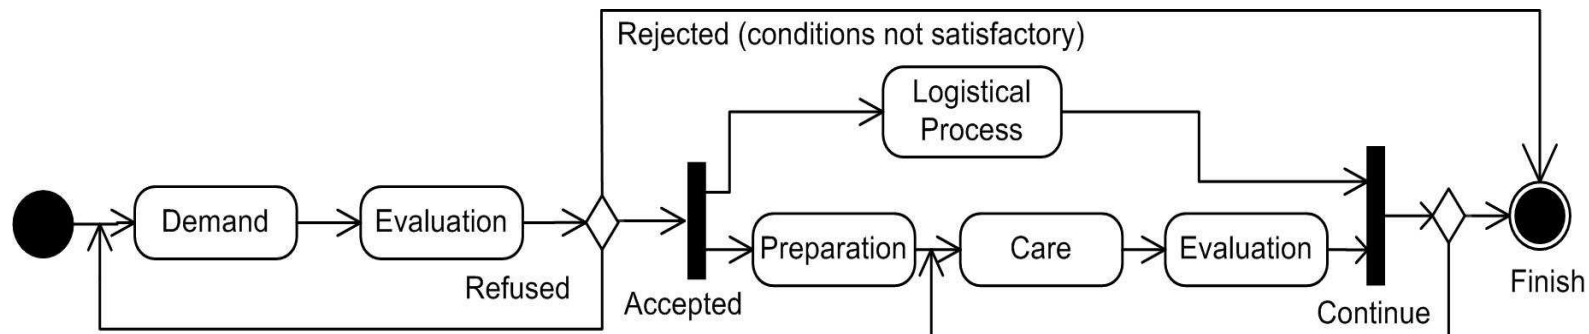 Rejected (conditions not satisfactory)
Logistical
Process
Demand
Evaluation
Preparation
Care
Evaluation
Refused
Accepted
Continue
Finish